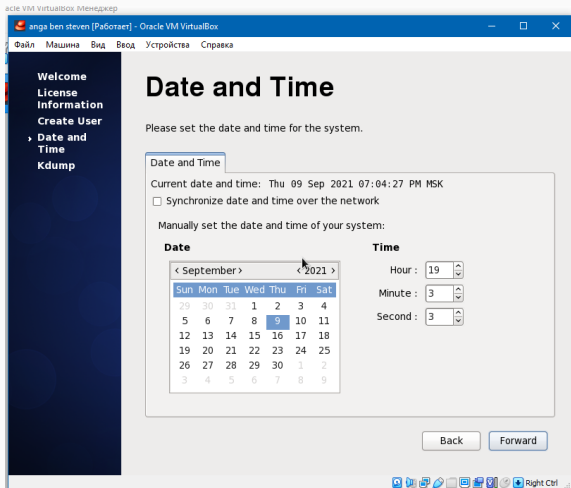 acle VM VirtualBox Менеджер
anga ben steven [Работает] - Oracle VM VirtualBox
Файл Машина Вид Ввод Устройства Справка
Welcome
License
Information
Create User
› Date and
Time
Kdump
Date and Time
Please set the date and time for the system.
Date and Time
Current date and time: Thu 09 Sep 2021 07:04:27 PM MSK
Synchronize date and time over the network
Manually set the date and time of your system:
Date
‹ September › ‹ 2021 ›
Sun Mon Tue Wed Thu Fri Sat
29 30 31 1 2 3 4
5 6 7 8 9 10 11
12 13 14 15 16 17 18
19 20 21 22 23 24 25
26 27 28 29 30 1 2
3 4 5 6 7 8 9
Time
Hour : 19
Minute : 3
Second : 3
Back Forward
Right Ctrl